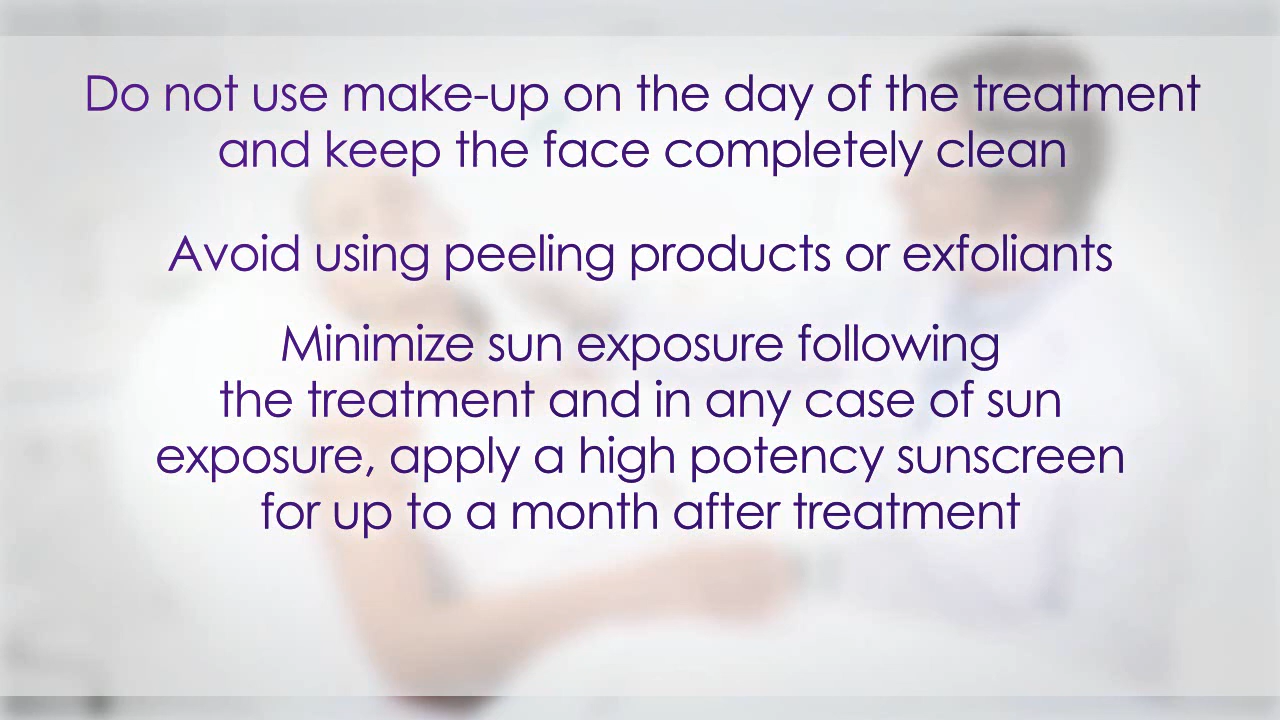 Do not use make-up on the day of the treatment
and keep the face completely clean
Avoid using peeling products or exfoliants
Minimize sun exposure following
the treatment and in any case of sun
exposure, apply a high potency sunscreen
for up to a month after treatment